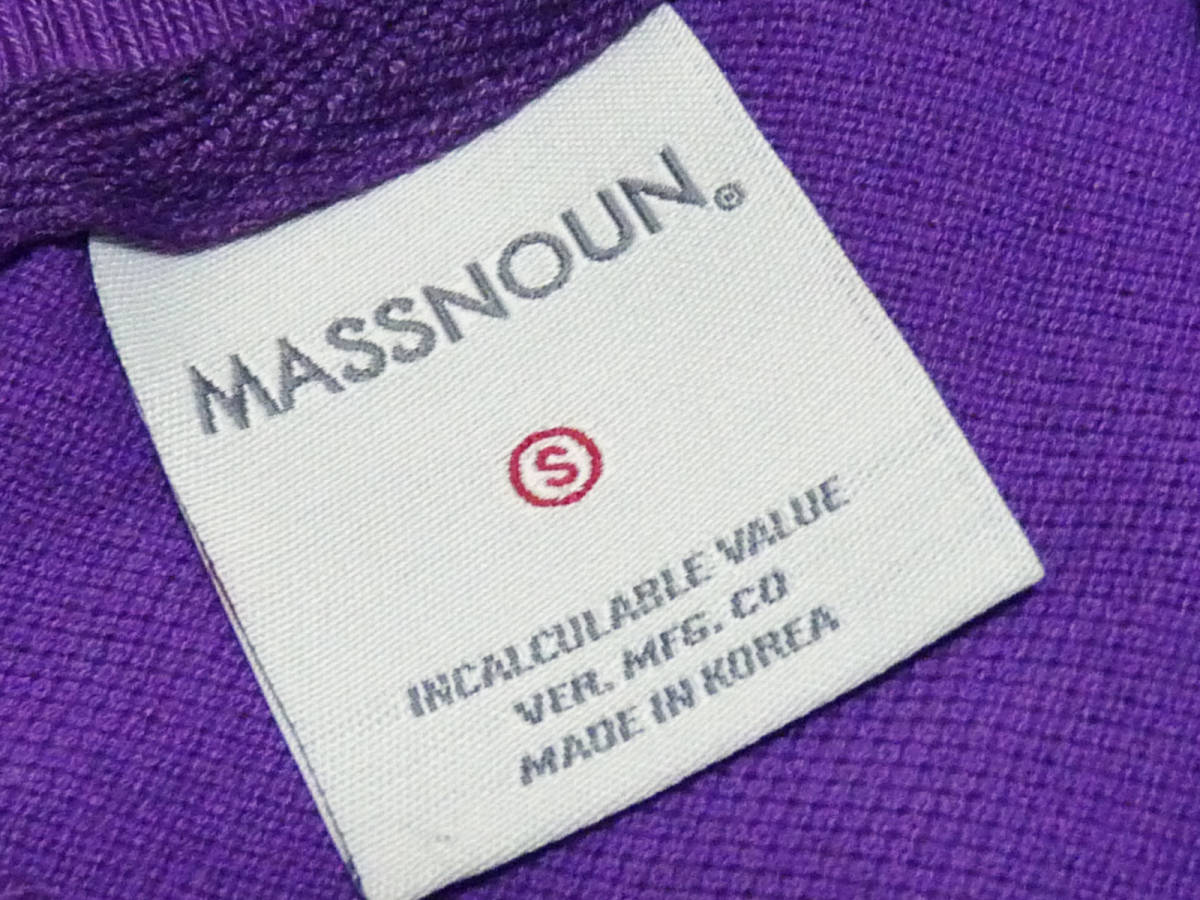 MASSNOUN®
S
INCALCULABLE VALUE
VER. MFG. CO
MADE IN KOREA